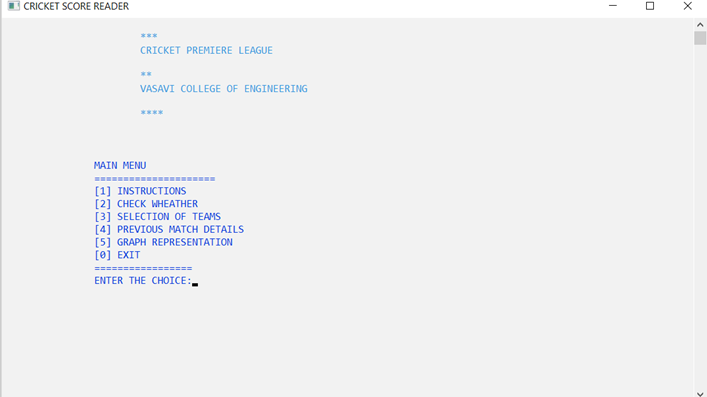 CRICKET SCORE READER
***
CRICKET PREMIERE LEAGUE
**
VASAVI COLLEGE OF ENGINEERING
****
MAIN MENU
=====================
[1] INSTRUCTIONS
[2] CHECK WHEATHER
[3] SELECTION OF TEAMS
[4] PREVIOUS MATCH DETAILS
[5] GRAPH REPRESENTATION
[0] EXIT
=================
ENTER THE CHOICE: